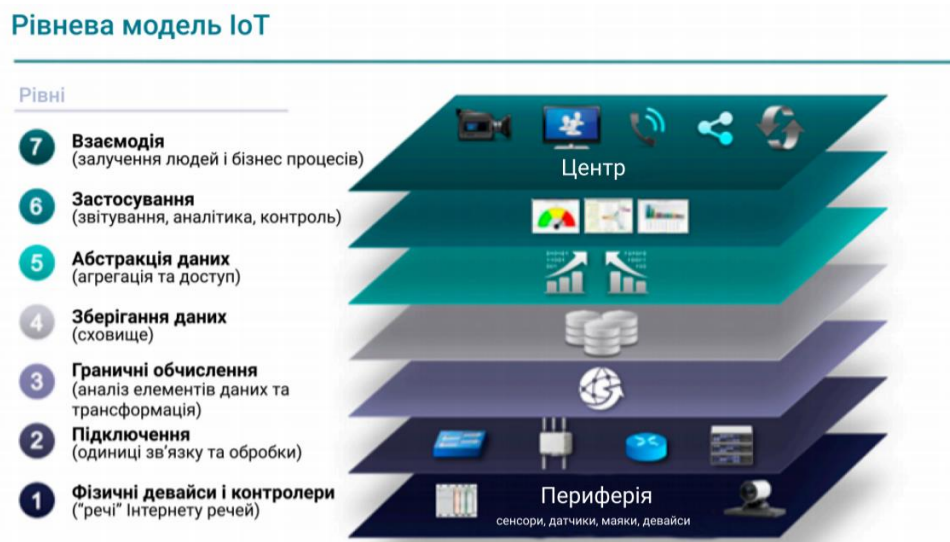 Рівнева модель IoT
Рівні
7
Взаємодія
(залучення людей і бізнес процесів)
6
Застосування
(звітування, аналітика, контроль)
5
Абстракція даних
(агрегація та доступ)
4
Зберігання даних
(сховище)
3
Граничні обчислення
(аналіз елементів даних та
трансформація)
2
Підключення
(одиниці зв’язку та обробки)
1
Фізичні девайси і контролери
(”речі” Інтернету речей)
Центр
Периферія
сенсори, датчики, маяки, девайси